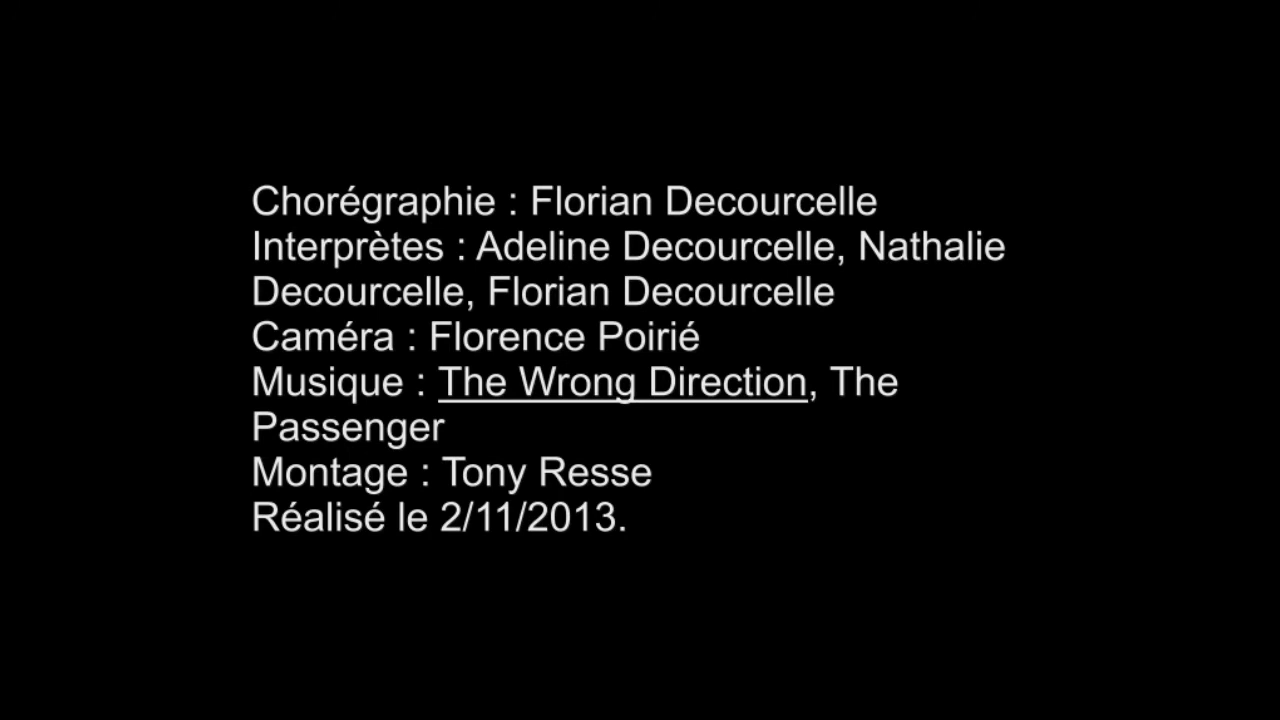 Chorégraphie : Florian Decourcelle
Interprètes : Adeline Decourcelle, Nathalie
Decourcelle, Florian Decourcelle
Caméra : Florence Poirié
Musique : The Wrong Direction, The
Passenger
Montage : Tony Resse
Réalisé le 2/11/2013.